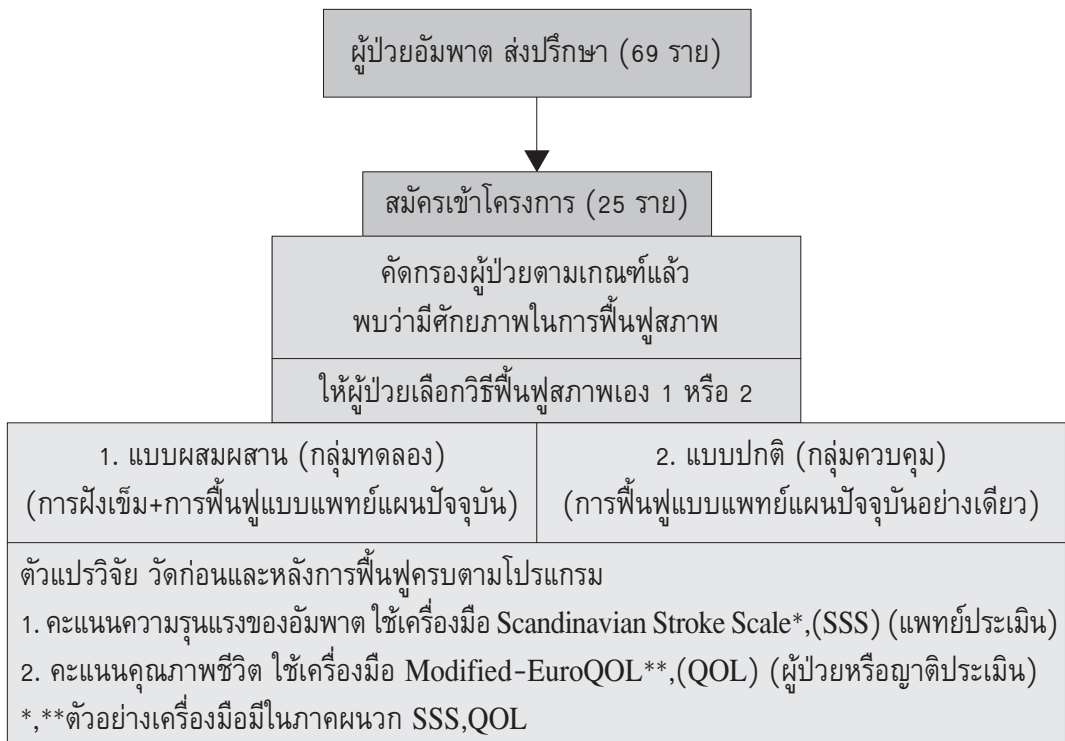 ผู้ป่วยอัมพาต ส่งปรึกษา (69 ราย)
สมัครเข้าโครงการ (25 ราย)
คัดกรองผู้ป่วยตามเกณฑ์แล้ว
พบว่ามีศักยภาพในการฟื้นฟูสภาพ
ให้ผู้ป่วยเลือกวิธีฟื้นฟูสภาพเอง 1 หรือ 2
1. แบบผสมผสาน (กลุ่มทดลอง)
(การฝังเข็ม+การฟื้นฟูแบบแพทย์แผนปัจจุบัน)
2. แบบปกติ (กลุ่มควบคุม)
(การฟื้นฟูแบบแพทย์แผนปัจจุบันอย่างเดียว)
ตัวแปรวิจัย วัดก่อนและหลังการฟื้นฟูครบตามโปรแกรม
1. คะแนนความรุนแรงของอัมพาต ใช้เครื่องมือ Scandinavian Stroke Scale*,(SSS) (แพทย์ประเมิน)
2. คะแนนคุณภาพชีวิต ใช้เครื่องมือ Modified-EuroQOL**,(QOL) (ผู้ป่วยหรือญาติประเมิน)
*,**ตัวอย่างเครื่องมือมีในภาคผนวก SSS,QOL